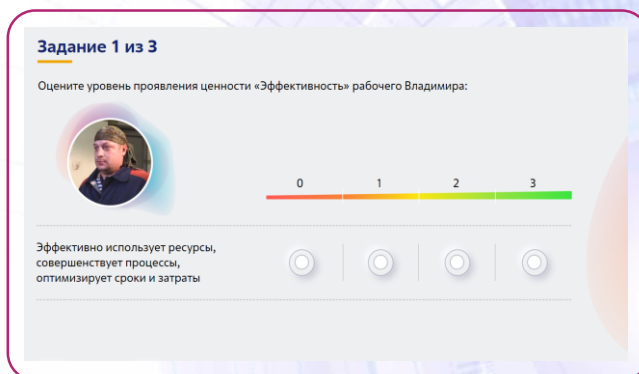 Задание 1 из 3
Оцените уровень проявления ценности «Эффективность» рабочего Владимира:
0 1 2 3
Эффективно использует ресурсы,
совершенствует процессы,
оптимизирует сроки и затраты